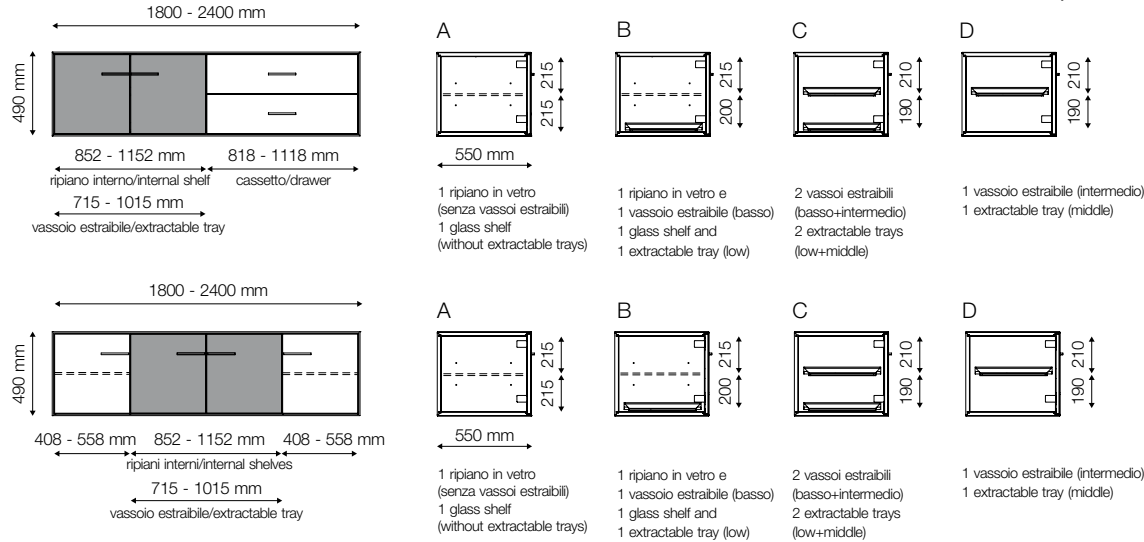 1800 - 2400 mm
490 mm
852 - 1152 mm
818 - 1118 mm
ripiano interno/internal shelf
cassetto/drawer
715 - 1015 mm
vassoio estraibile/extractable tray
A
215
215
550 mm
1 ripiano in vetro
(senza vassoi estraibili)
1 glass shelf
(without extractable trays)
B
215
200
1 ripiano in vetro e
1 vassoio estraibile (basso)
1 glass shelf and
1 extractable tray (low)
C
210
190
2 vassoi estraibili
(basso+intermedio)
2 extractable trays
(low+middle)
D
210
190
1 vassoio estraibile (intermedio)
1 extractable tray (middle)
1800 - 2400 mm
490 mm
408 - 558 mm
852 - 1152 mm
408 - 558 mm
ripiani interni/internal shelves
715 - 1015 mm
vassoio estraibile/extractable tray
A
215
215
550 mm
1 ripiano in vetro
(senza vassoi estraibili)
1 glass shelf
(without extractable trays)
B
215
200
1 ripiano in vetro e
1 vassoio estraibile (basso)
1 glass shelf and
1 extractable tray (low)
C
210
190
2 vassoi estraibili
(basso+intermedio)
2 extractable trays
(low+middle)
D
210
190
1 vassoio estraibile (intermedio)
1 extractable tray (middle)